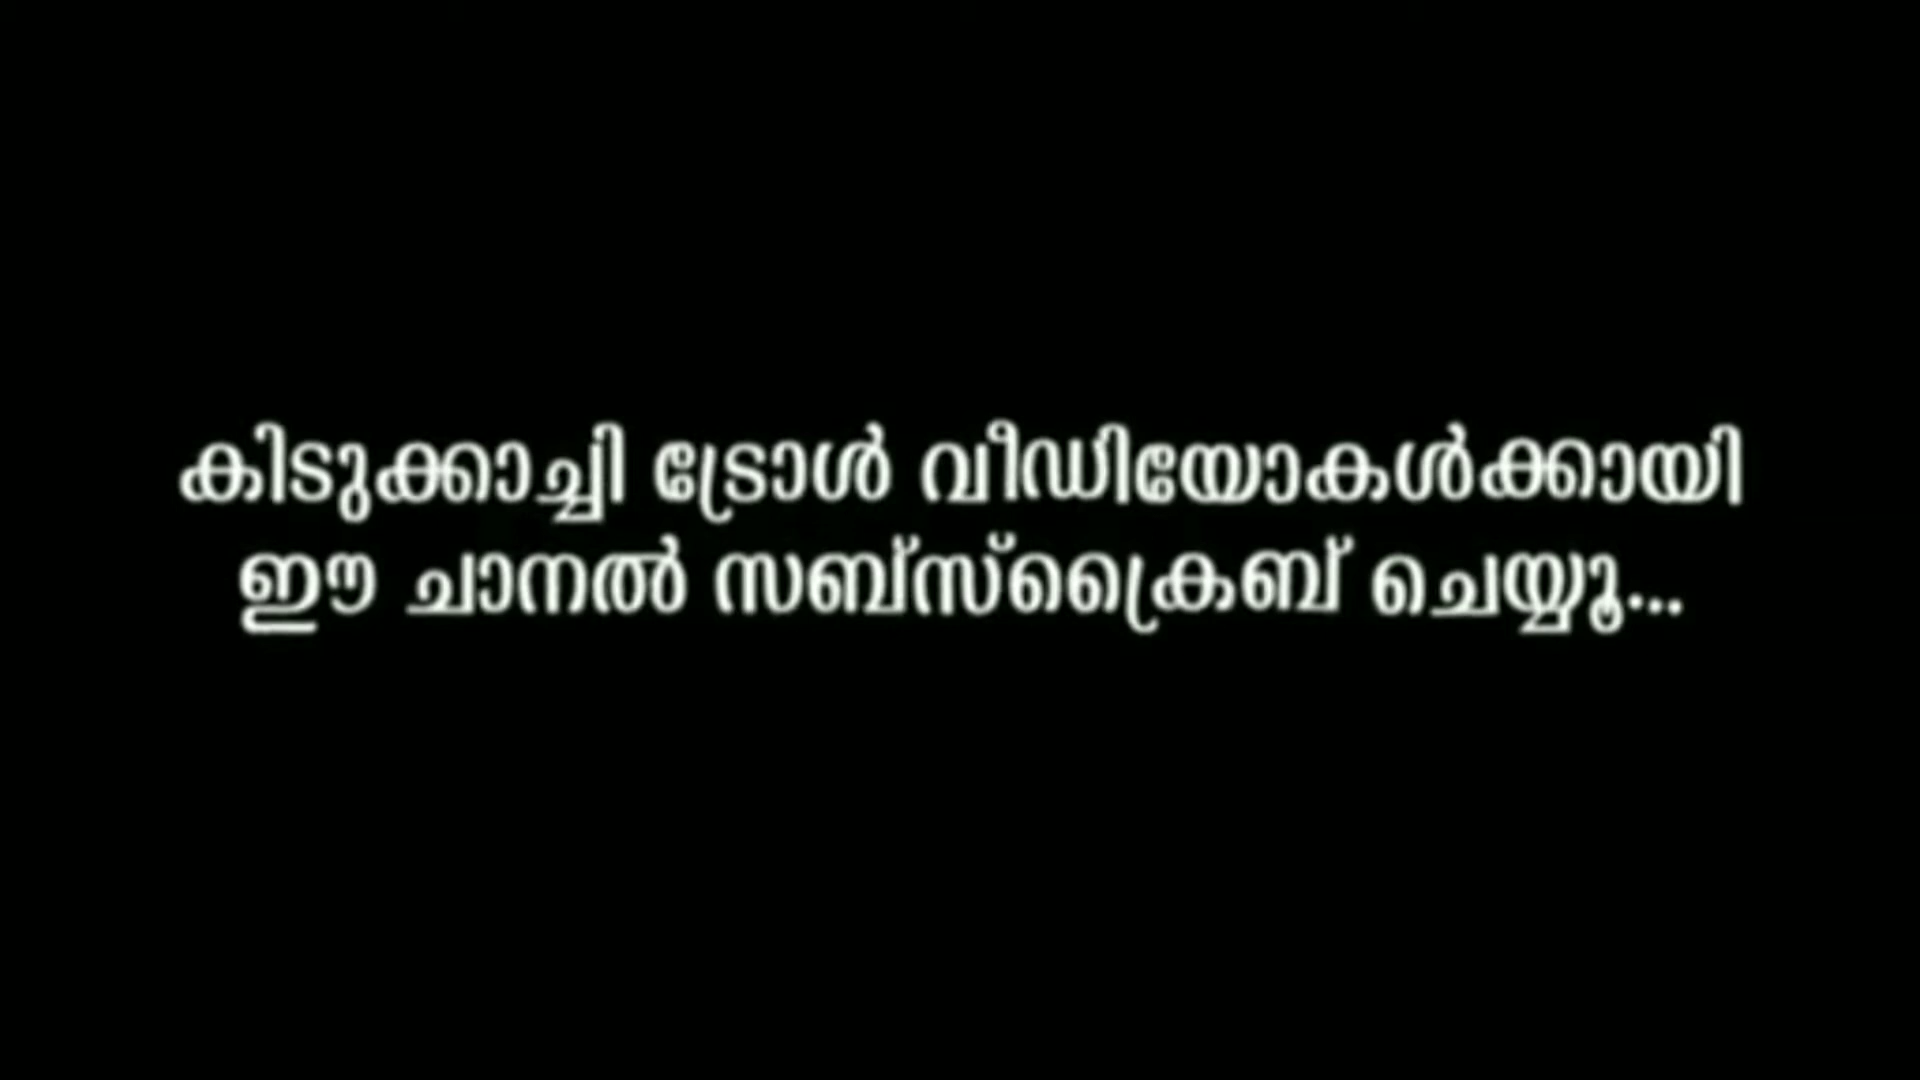 കിടുക്കാച്ചി ട്രോൾ വീഡിയോകൾക്കായി
ഈ ചാനൽ സബ്സ്ക്രൈബ് ചെയ്യൂ...